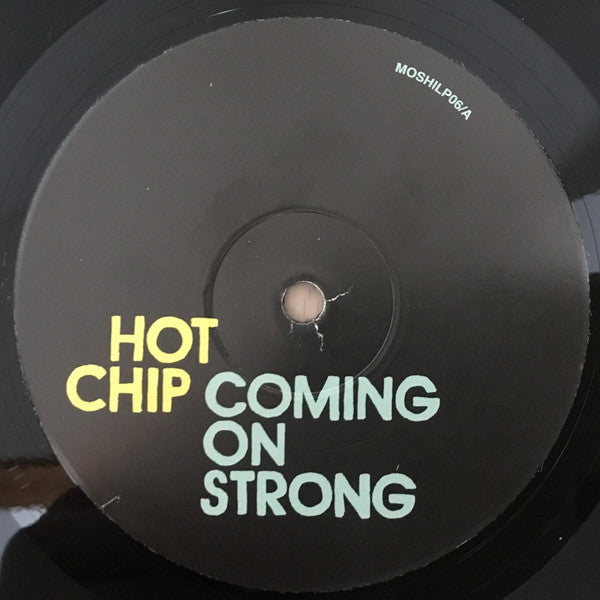 MOSHILP06/A
HOT
CHIP COMING
ON
STRONG